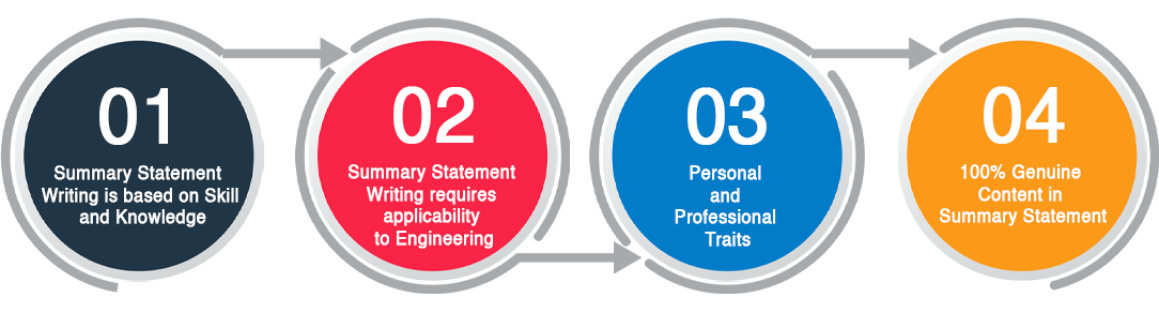 01
Summary Statement
Writing is based on Skill
and Knowledge
02
Summary Statement
Writing requires
applicability
to Engineering
03
Personal
and
Professional
Traits
04
100% Genuine
Content in
Summary Statement